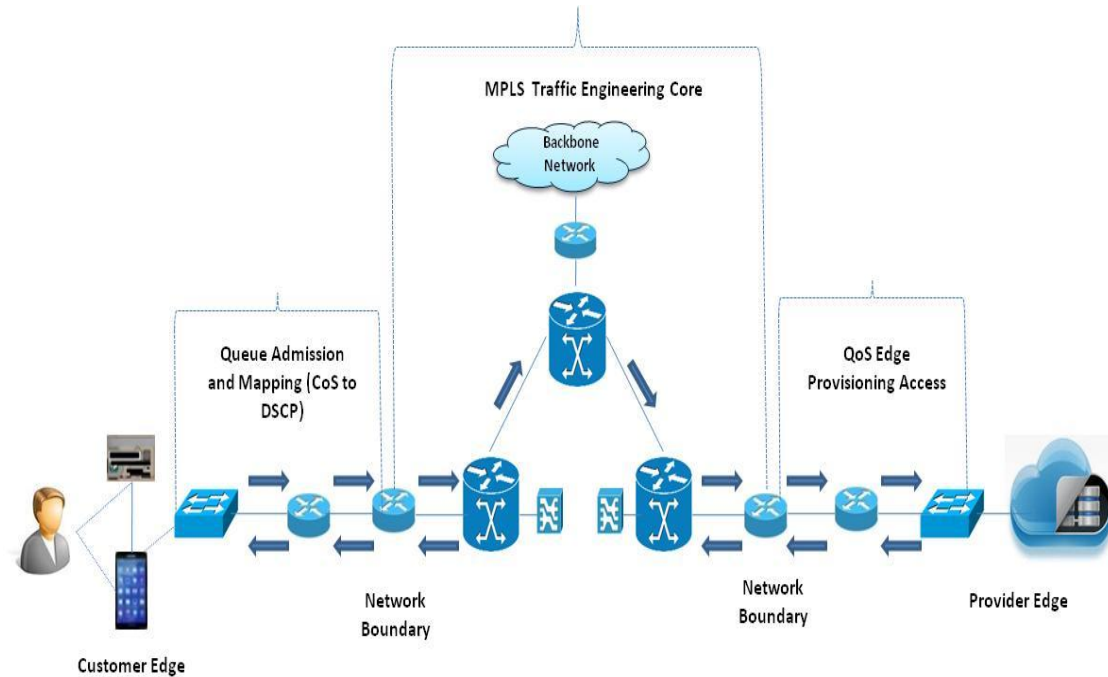 MPLS Traffic Engineering Core
Backbone
Network
Queue Admission
and Mapping (CoS to
DSCP)
QoS Edge
Provisioning Access
Network
Boundary
Network
Boundary
Provider Edge
Customer Edge